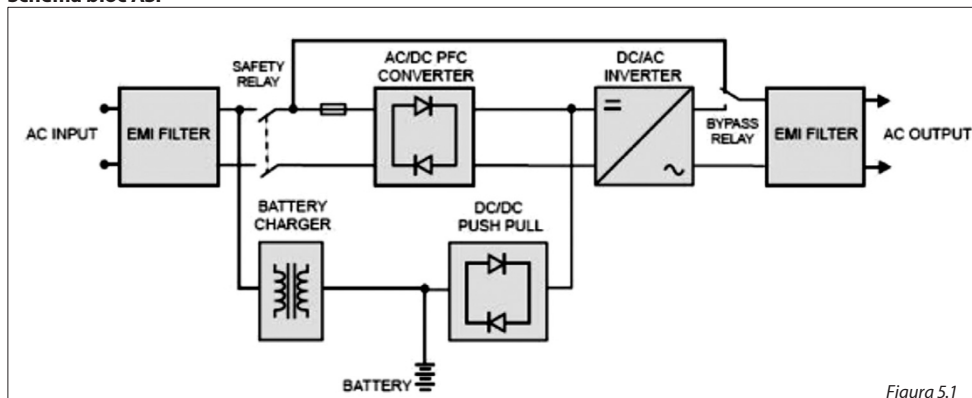 Schema bloc ASI
SAFETY
RELAY
AC/DC PFC
CONVERTER
DC/AC
INVERTER
AC INPUT
EMI FILTER
BYPASS
RELAY
EMI FILTER
AC OUTPUT
BATTERY
CHARGER
DC/DC
PUSH PULL
BATTERY
Figura 5.1